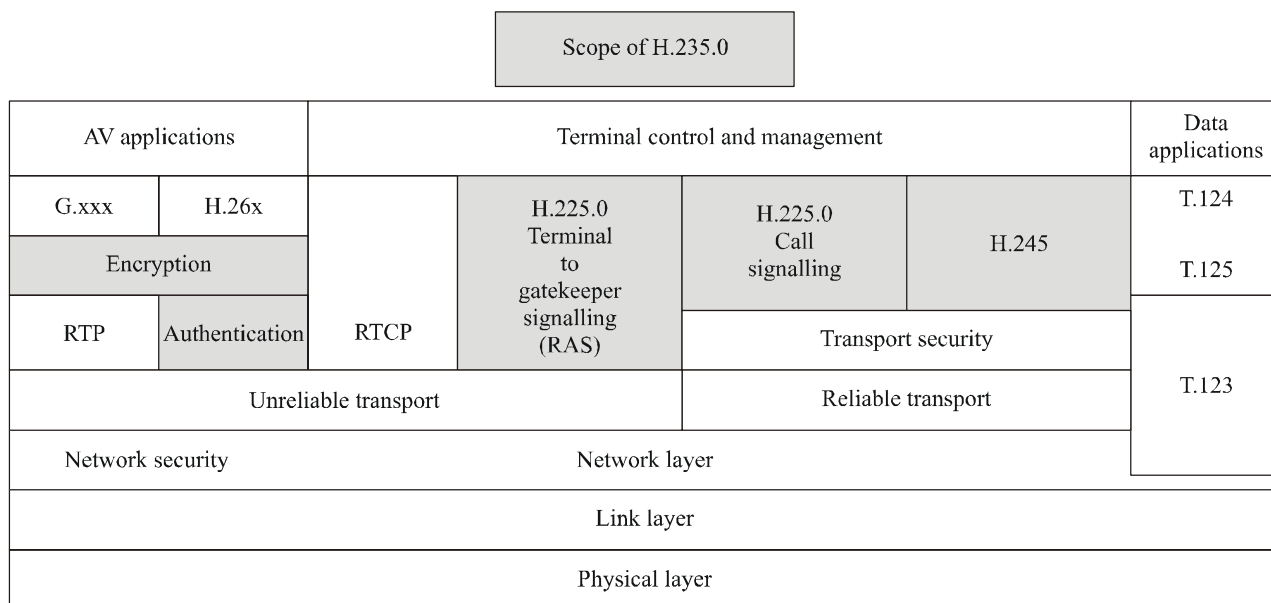 Scope of H.235.0
AV applications
Terminal control and management
Data
applications
G.xxx
H.26x
Encryption
RTP
Authentication
RTCP
H.225.0
Terminal
to
gatekeeper
signalling
(RAS)
H.225.0
Call
signalling
H.245
Transport security
T.124
T.125
T.123
Unreliable transport
Reliable transport
Network security
Network layer
Link layer
Physical layer